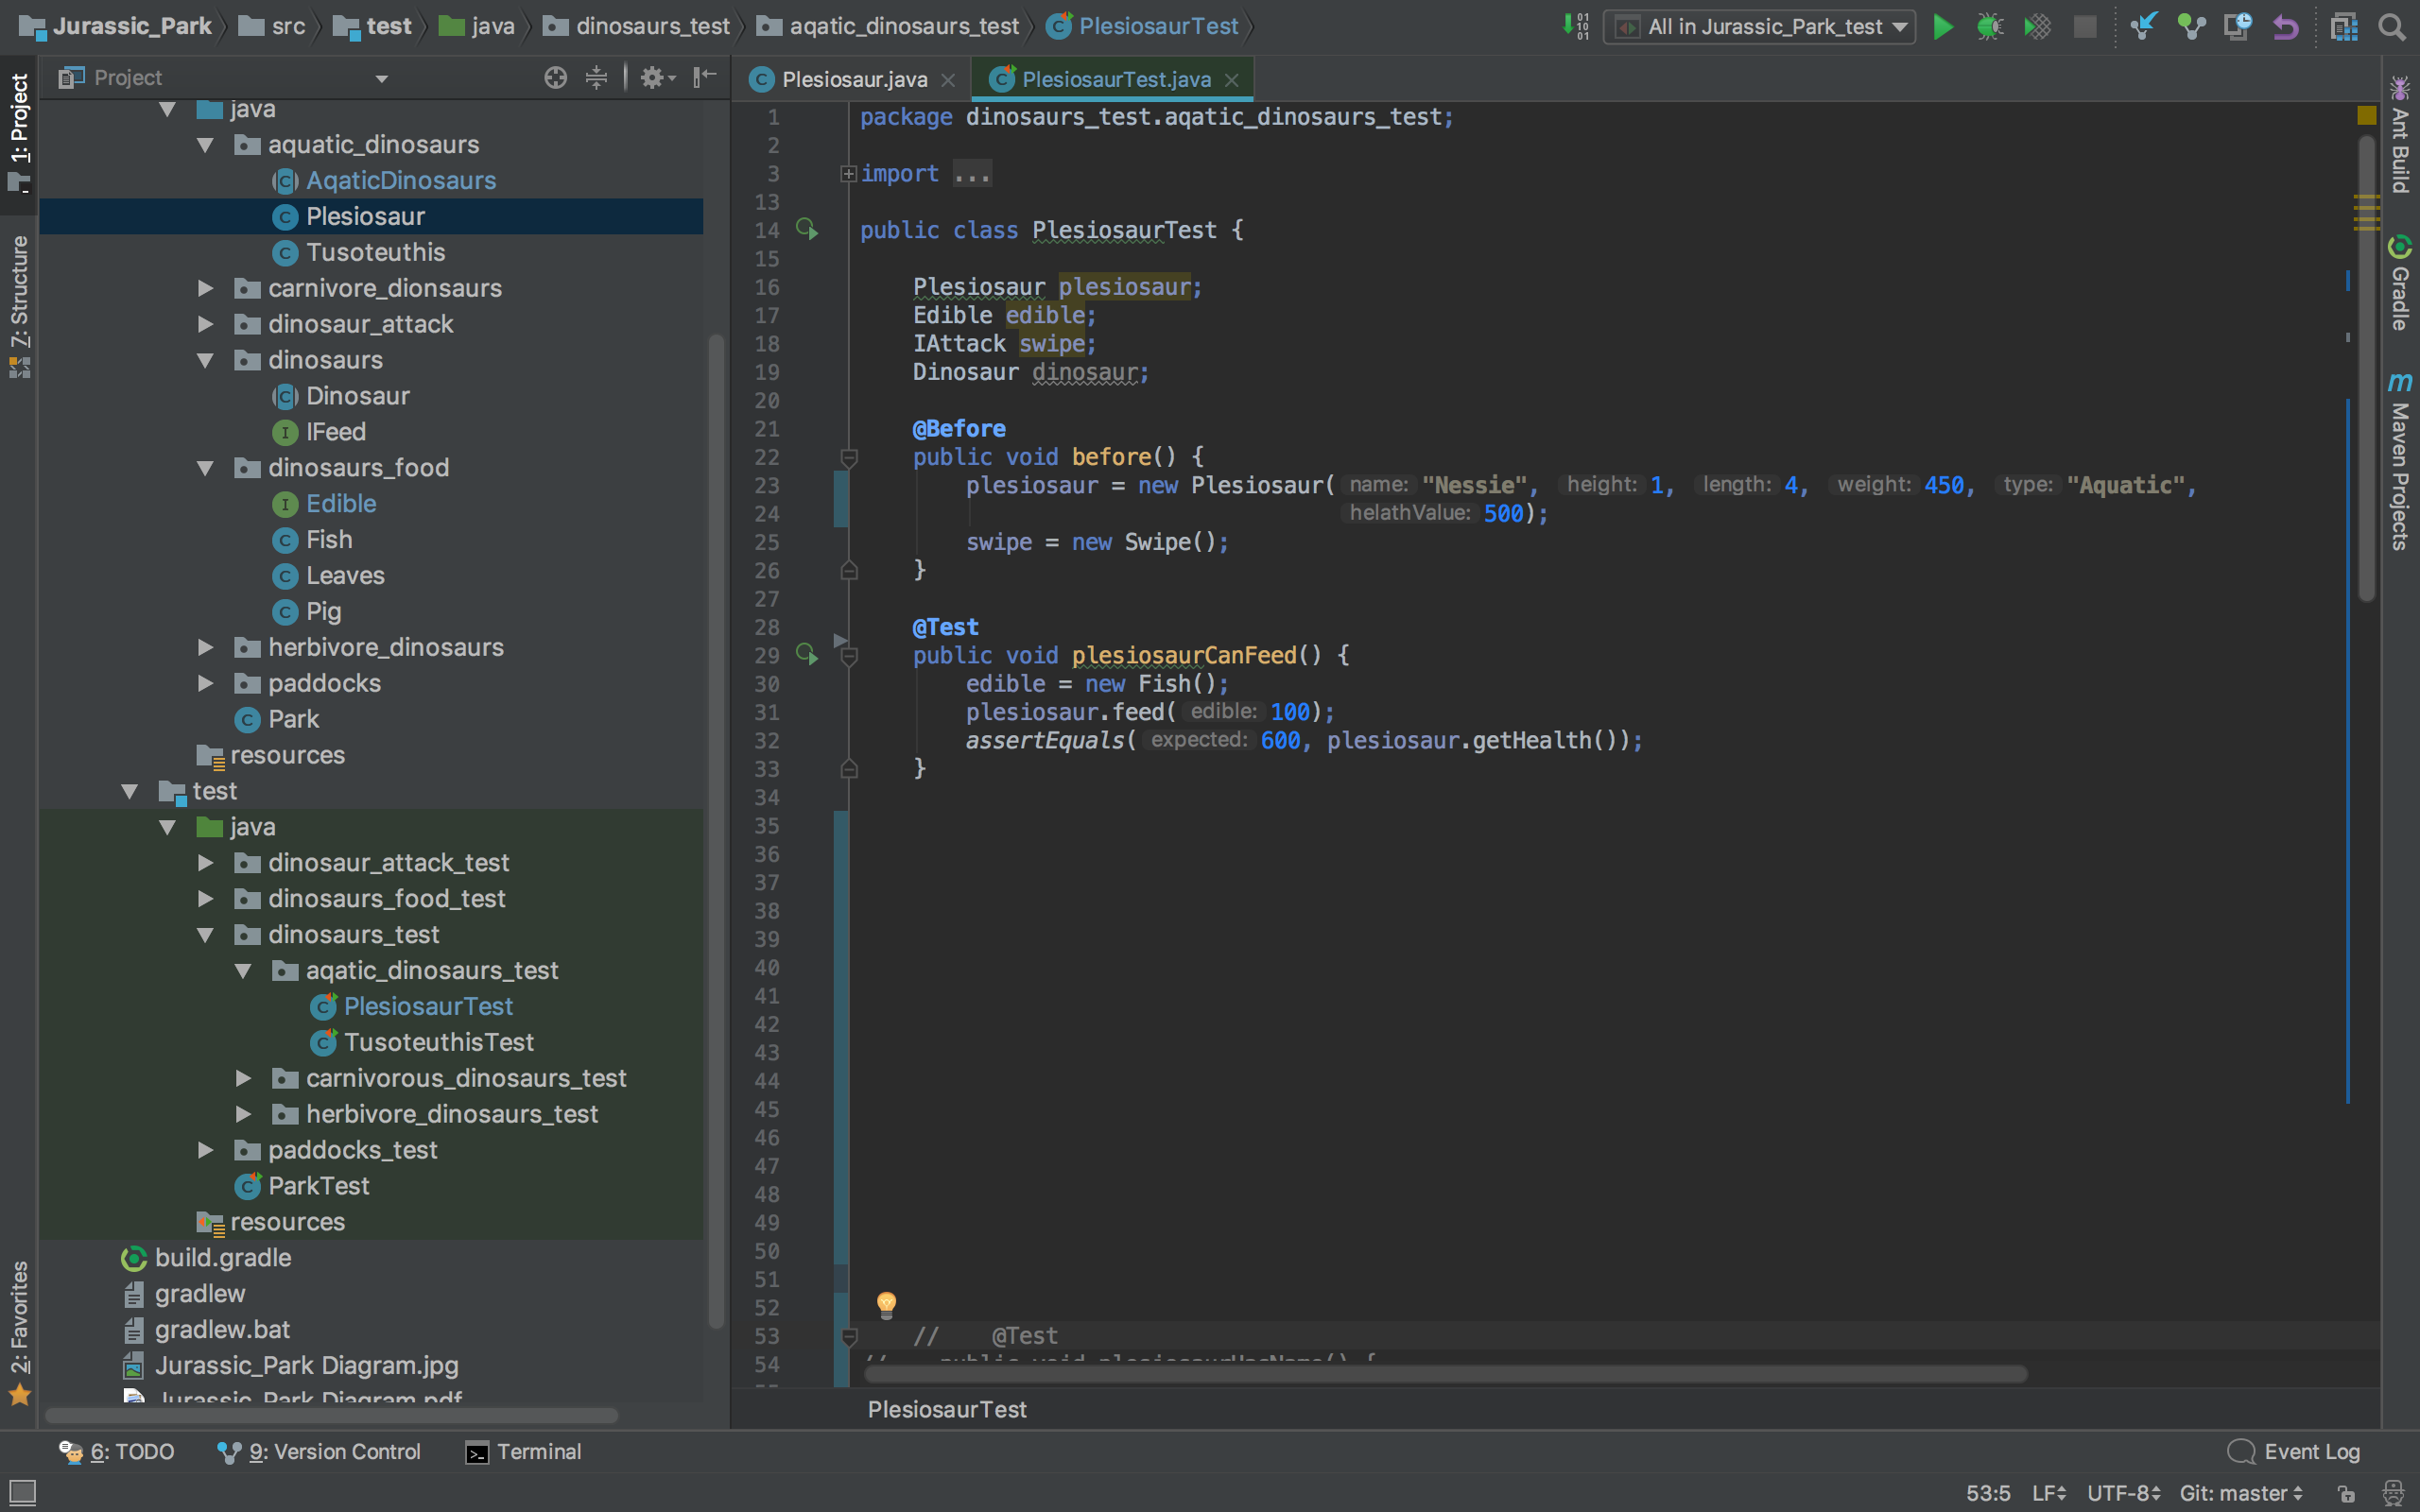 Jurassic_Park src test java dinosaurs_test aqatic_dinosaurs_test PlesiosaurTest
All in Jurassic_Park_test
1: Project
Z: Structure
2: Favorites
Project
java
aquatic_dinosaurs
AqaticDinosaurs
Plesiosaur
Tusoteuthis
carnivore_dionsaurs
dinosaur_attack
dinosaurs
Dinosaur
IFeed
dinosaurs_food
Edible
Fish
Leaves
Pig
herbivore_dinosaurs
paddocks
Park
resources
test
java
dinosaur_attack_test
dinosaurs_food_test
dinosaurs_test
aqatic_dinosaurs_test
PlesiosaurTest
TusoteuthisTest
carnivorous_dinosaurs_test
herbivore_dinosaurs_test
paddocks_test
ParkTest
resources
build.gradle
gradlew
gradlew.bat
Jurassic_Park Diagram.jpg
Jurassic_Park Diagram.pdf
Plesiosaur.java PlesiosaurTest.java
1 package dinosaurs_test.aqatic_dinosaurs_test;
2
3 import ...
13
14 public class PlesiosaurTest {
15
16 Plesiosaur plesiosaur;
17 Edible edible;
18 IAttack swipe;
19 Dinosaur dinosaur;
20
21 @Before
22 public void before() {
23 plesiosaur = new Plesiosaur( name: "Nessie", height: 1, length: 4, weight: 450, type: "Aquatic",
24 helathValue: 500);
25 swipe = new Swipe();
26 }
27
28 @Test
29 public void plesiosaurCanFeed() {
30 edible = new Fish();
31 plesiosaur.feed( edible: 100);
32 assertEquals( expected: 600, plesiosaur.getHealth());
33 }
34
35
36
37
38
39
40
41
42
43
44
45
46
47
48
49
50
51
52
53 // @Test
54 // public void plesiosaurHasName() {
PlesiosaurTest
Ant Build
Gradle
Maven Projects
6: TODO 9: Version Control Terminal Event Log
53:5 LF UTF-8 Git: master